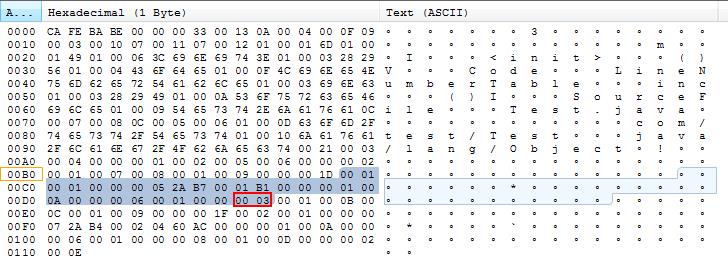 A... Hexadecimal (1 Byte) Text (ASCII)
0000 CA FE BA BE 00 00 00 33 00 13 0A 00 04 00 0F 09 ° ° ° ° ° ° ° 3 ° ° ° ° ° ° ° °
0010 00 03 00 10 07 00 11 07 00 12 01 00 01 6D 01 00 ° ° ° ° ° ° ° ° ° ° ° ° ° m ° °
0020 01 49 01 00 06 3C 69 6E 69 74 3E 01 00 03 28 29 ° I ° ° ° < i n i t > ° ° ° ( )
0030 56 01 00 04 43 6F 64 65 01 00 0F 4C 69 6E 65 4E V ° ° ° C o d e ° ° ° L i n e N
0040 75 6D 62 65 72 54 61 62 6C 65 01 00 03 69 6E 63 u m b e r T a b l e ° ° ° i n c
0050 01 00 03 28 29 49 01 00 0A 53 6F 75 72 63 65 46 ° ° ° ( ) I ° ° ° S o u r c e F
0060 69 6C 65 01 00 09 54 65 73 74 2E 6A 61 76 61 0C i l e ° ° ° T e s t . j a v a °
0070 00 07 00 08 0C 00 05 00 06 01 00 0D 63 6F 6D 2F ° ° ° ° ° ° ° ° ° ° ° ° c o m /
0080 74 65 73 74 2F 54 65 73 74 01 00 10 6A 61 76 61 t e s t / T e s t ° ° ° j a v a
0090 2F 6C 61 6E 67 2F 4F 62 6A 65 63 74 00 21 00 03 / l a n g / O b j e c t ° ! ° °
00A0 00 04 00 00 00 01 00 02 00 05 00 06 00 00 00 02 ° ° ° ° ° ° ° ° ° ° ° ° ° ° ° °
00B0 00 01 00 07 00 08 00 01 00 09 00 00 00 1D 00 01 ° ° ° ° ° ° ° ° ° ° ° ° ° ° ° °
00C0 00 01 00 00 00 05 2A B7 00 01 B1 00 00 00 01 00 ° ° ° ° ° ° * ° ° ° ° ° ° ° ° °
00D0 0A 00 00 00 06 00 01 00 00 00 03 00 01 00 0B 00 ° ° ° ° ° ° ° ° ° ° ° ° ° ° ° °
00E0 0C 00 01 00 09 00 00 00 1F 00 02 00 01 00 00 00 ° ° ° ° ° ° ° ° ° ° ° ° ° ° ° °
00F0 07 2A B4 00 02 04 60 AC 00 00 00 01 00 0A 00 00 ° * ° ° ° ° ` ° ° ° ° ° ° ° ° °
0100 00 06 00 01 00 00 00 08 00 01 00 0D 00 00 00 02 ° ° ° ° ° ° ° ° ° ° ° ° ° ° ° °
0110 00 0E ° °